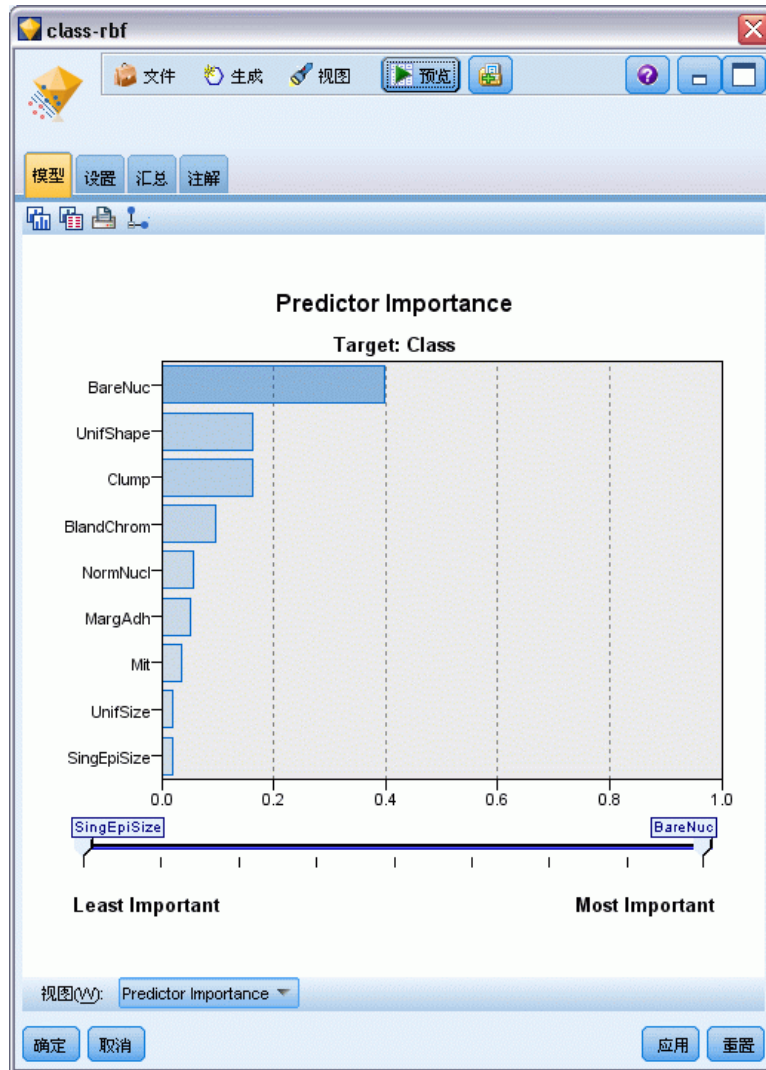 class-rbf
文件 生成 视图 预览
模型 设置 汇总 注解
Predictor Importance
Target: Class
BareNuc
UnifShape
Clump
BlandChrom
NormNucl
MargAdh
Mit
UnifSize
SingEpiSize
0.0 0.2 0.4 0.6 0.8 1.0
SingEpiSize BareNuc
Least Important Most Important
视图(W): Predictor Importance
确定 取消 应用 重置